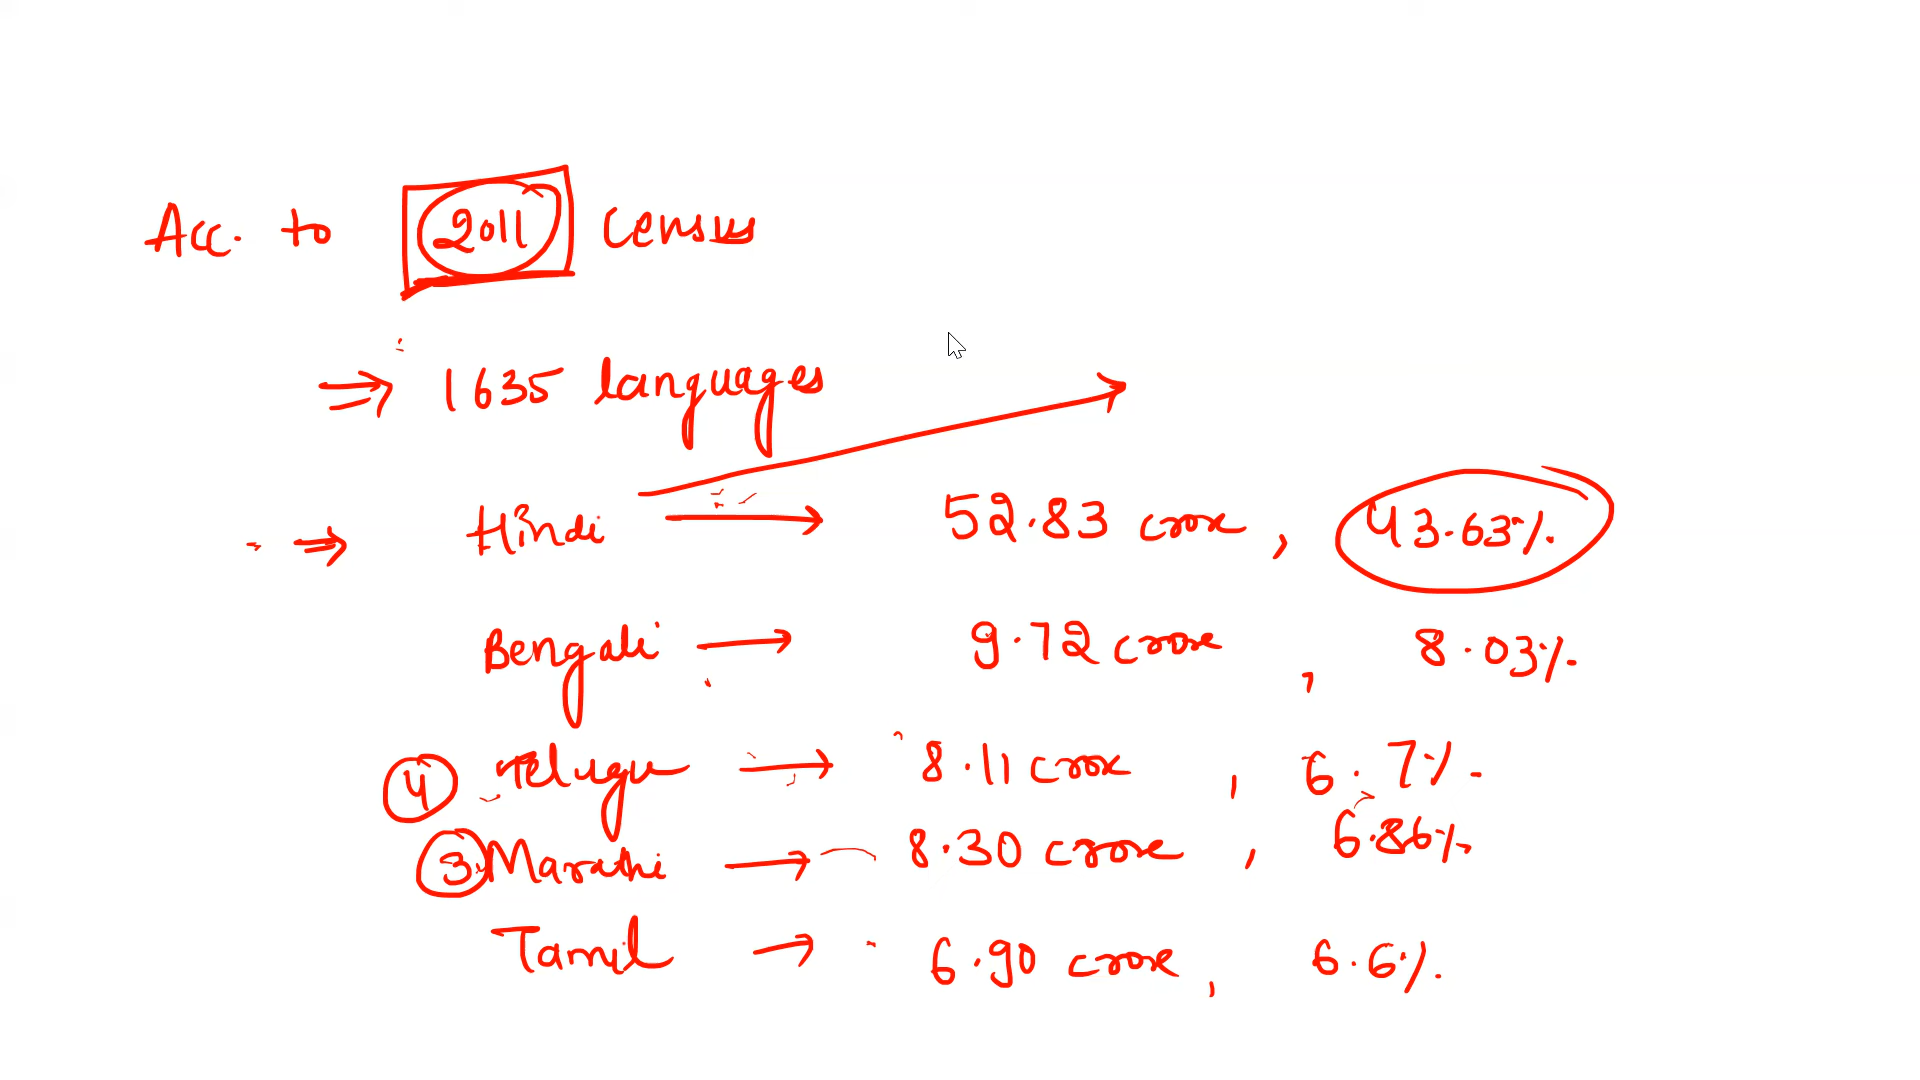 Acc. to 2011 Census
⇒ 1635 languages
⇒ Hindi → 52.83 crore, 43.63%
Bengali → 9.72 crore, 8.03%
4 Telugu → 8.11 crore, 6.7%
3 Marathi → 8.30 crore, 6.86%
Tamil → 6.90 crore, 6.6%